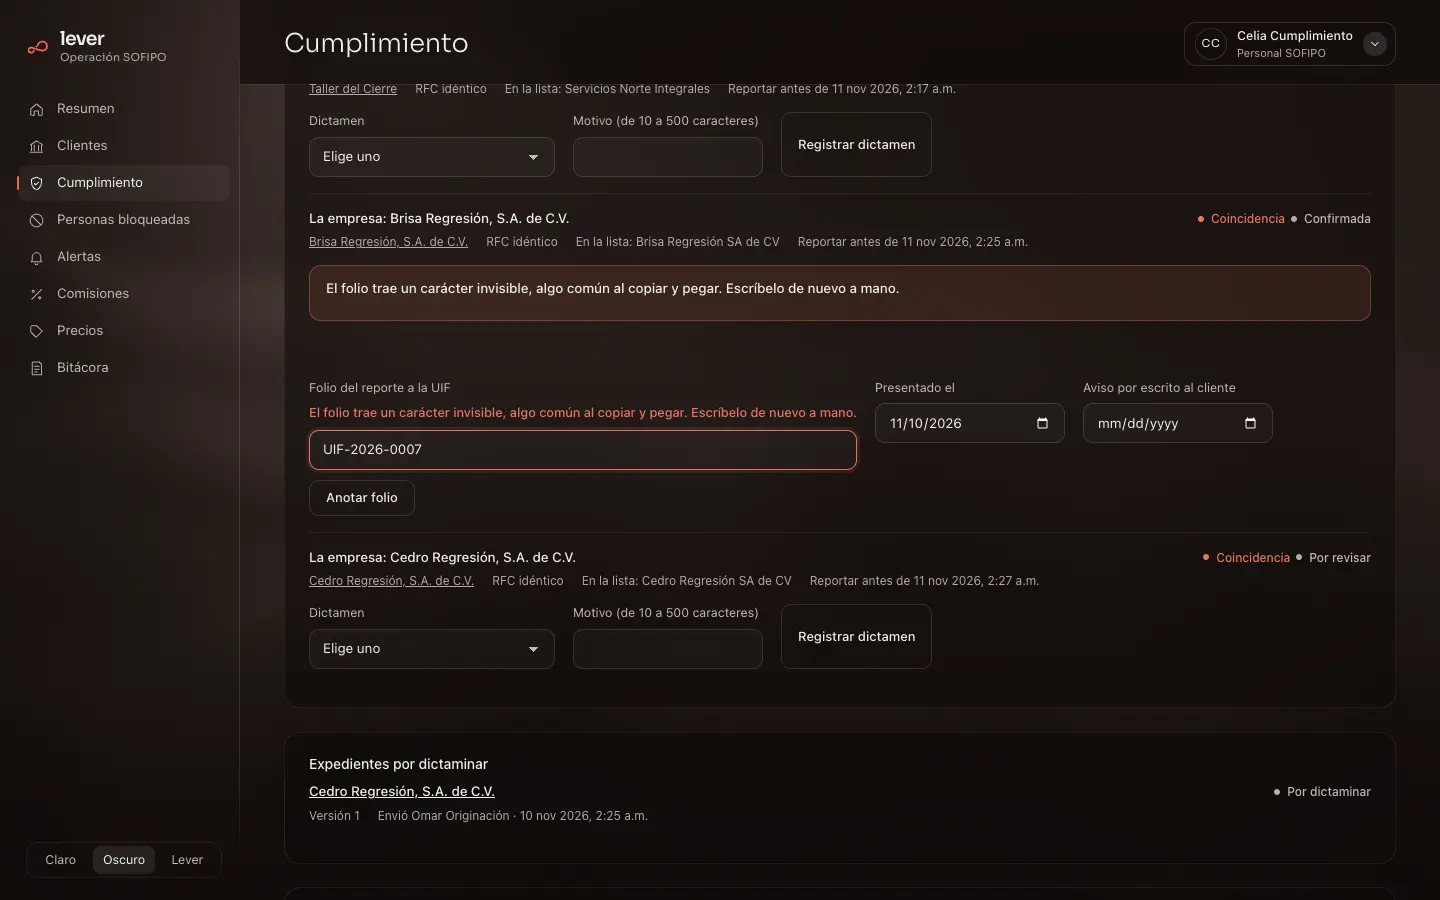 lever
Operación SOFIPO
Resumen
Clientes
Cumplimiento
Personas bloqueadas
Alertas
Comisiones
Precios
Bitácora
Claro
Oscuro
Lever
Cumplimiento
CC
Celia Cumplimiento
Personal SOFIPO
Taller del Cierre RFC idéntico En la lista: Servicios Norte Integrales Reportar antes de 11 nov 2026, 2:17 a.m.
Dictamen
Motivo (de 10 a 500 caracteres)
Elige uno
Registrar dictamen
La empresa: Brisa Regresión, S.A. de C.V.
Coincidencia
Confirmada
Brisa Regresión, S.A. de C.V. RFC idéntico En la lista: Brisa Regresión SA de CV Reportar antes de 11 nov 2026, 2:25 a.m.
El folio trae un carácter invisible, algo común al copiar y pegar. Escríbelo de nuevo a mano.
Folio del reporte a la UIF
Presentado el
Aviso por escrito al cliente
El folio trae un carácter invisible, algo común al copiar y pegar. Escríbelo de nuevo a mano.
UIF-2026-0007
11/10/2026
mm/dd/yyyy
Anotar folio
La empresa: Cedro Regresión, S.A. de C.V.
Coincidencia
Por revisar
Cedro Regresión, S.A. de C.V. RFC idéntico En la lista: Cedro Regresión SA de CV Reportar antes de 11 nov 2026, 2:27 a.m.
Dictamen
Motivo (de 10 a 500 caracteres)
Elige uno
Registrar dictamen
Expedientes por dictaminar
Cedro Regresión, S.A. de C.V.
Por dictaminar
Versión 1 Envió Omar Originación · 10 nov 2026, 2:25 a.m.